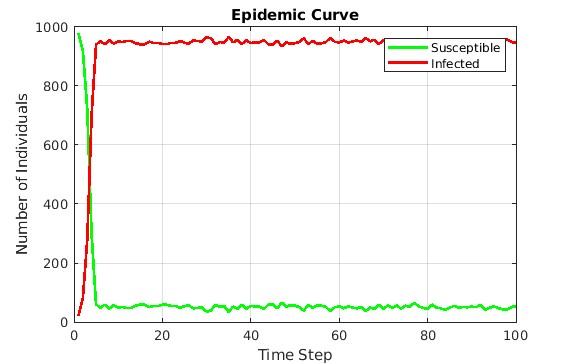 Epidemic Curve
Number of Individuals
1000
800
600
400
200
0
Susceptible
Infected
0 20 40 60 80 100
Time Step